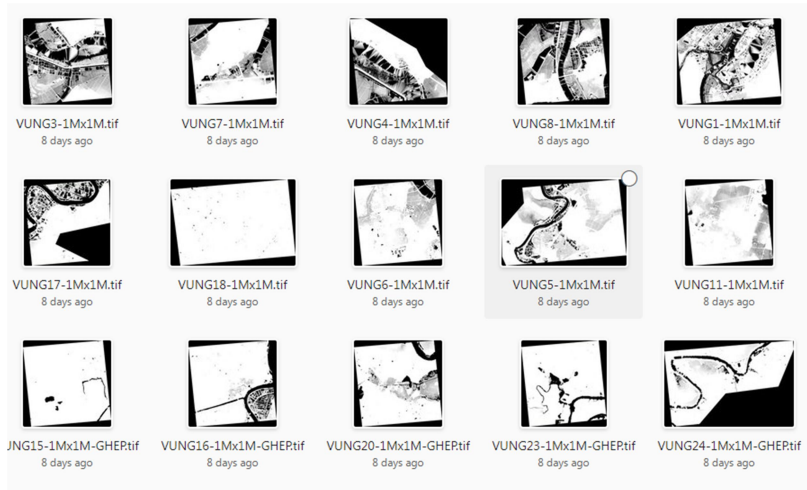 VUNG3-1Mx1M.tif
8 days ago
VUNG7-1Mx1M.tif
8 days ago
VUNG4-1Mx1M.tif
8 days ago
VUNG8-1Mx1M.tif
8 days ago
VUNG1-1Mx1M.tif
8 days ago
VUNG17-1Mx1M.tif
8 days ago
VUNG18-1Mx1M.tif
8 days ago
VUNG6-1Mx1M.tif
8 days ago
VUNG5-1Mx1M.tif
8 days ago
VUNG11-1Mx1M.tif
8 days ago
UNG15-1Mx1M-GHEP.tif
8 days ago
VUNG16-1Mx1M-GHEP.tif
8 days ago
VUNG20-1Mx1M-GHEP.tif
8 days ago
VUNG23-1Mx1M-GHEP.tif
8 days ago
VUNG24-1Mx1M-GHEP.tif
8 days ago